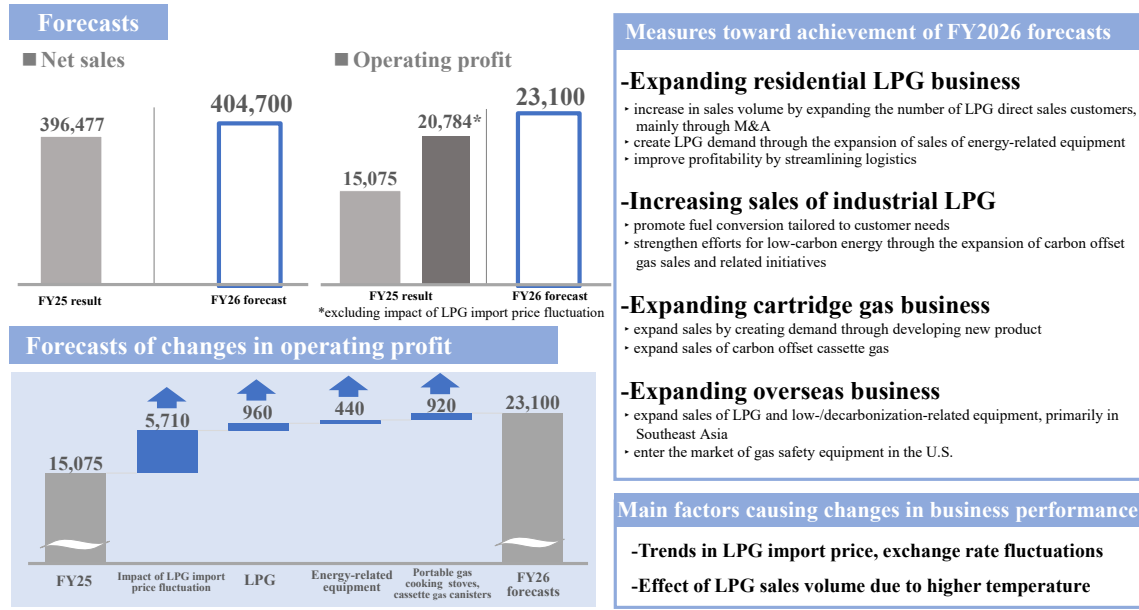 Forecasts
■ Net sales
396,477
404,700
FY25 result
FY26 forecast
■ Operating profit
15,075
20,784*
23,100
FY25 result
FY26 forecast
*excluding impact of LPG import price fluctuation
Forecasts of changes in operating profit
15,075
5,710
960
440
920
23,100
FY25
Impact of LPG import
price fluctuation
LPG
Energy-related
equipment
Portable gas
cooking stoves,
cassette gas canisters
FY26
forecasts
Measures toward achievement of FY2026 forecasts
-Expanding residential LPG business
‣ increase in sales volume by expanding the number of LPG direct sales customers,
mainly through M&A
‣ create LPG demand through the expansion of sales of energy-related equipment
‣ improve profitability by streamlining logistics
-Increasing sales of industrial LPG
‣ promote fuel conversion tailored to customer needs
‣ strengthen efforts for low-carbon energy through the expansion of carbon offset
gas sales and related initiatives
-Expanding cartridge gas business
‣ expand sales by creating demand through developing new product
‣ expand sales of carbon offset cassette gas
-Expanding overseas business
‣ expand sales of LPG and low-/decarbonization-related equipment, primarily in
Southeast Asia
‣ enter the market of gas safety equipment in the U.S.
Main factors causing changes in business performance
-Trends in LPG import price, exchange rate fluctuations
-Effect of LPG sales volume due to higher temperature